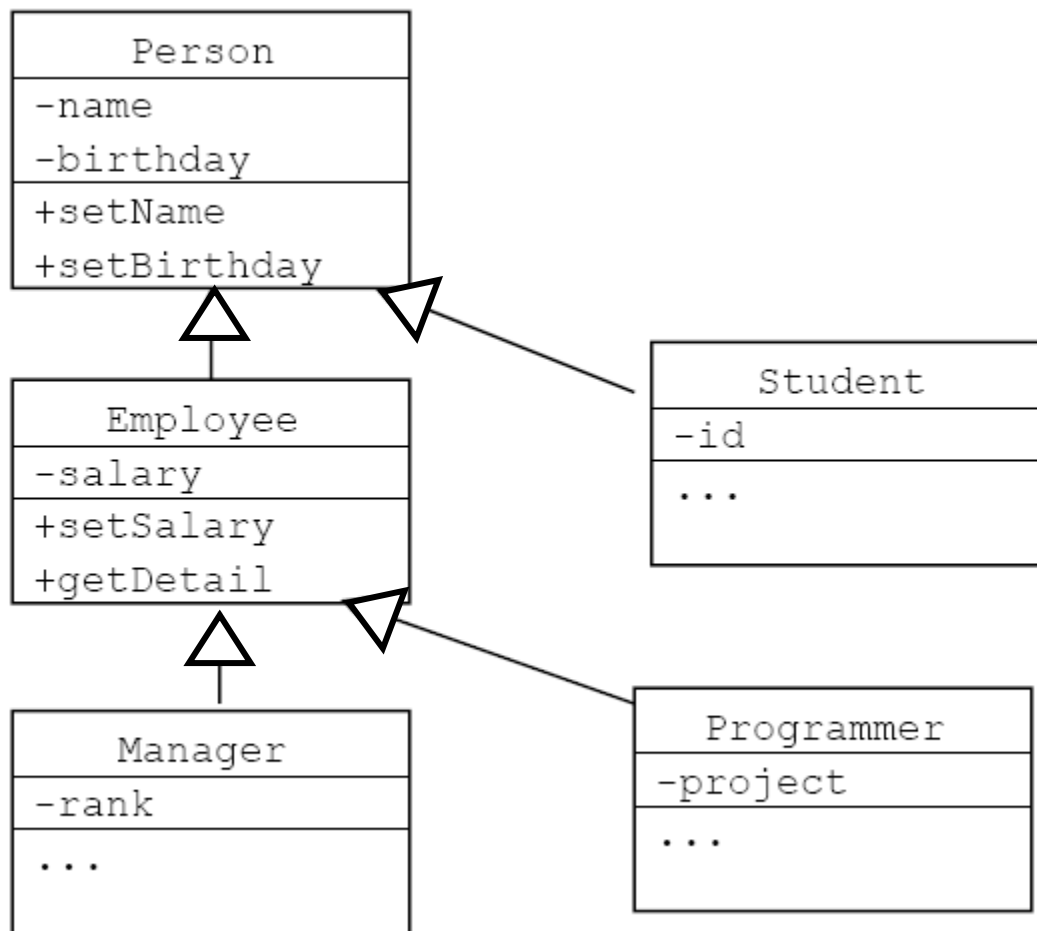 Person
-name
-birthday
+setName
+setBirthday
Employee
-salary
+setSalary
+getDetail
Student
-id
...
Manager
-rank
...
Programmer
-project
...